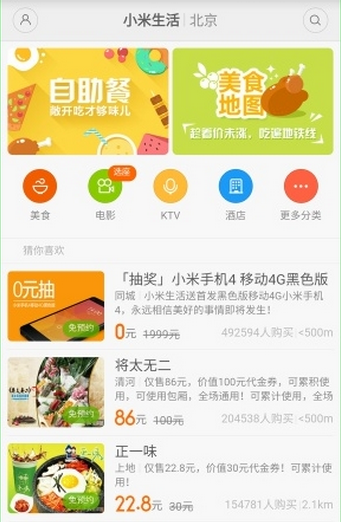 小米生活 | 北京
自助餐
敞开吃才够味儿
美食
地图
趁着价未涨，吃遍地铁线
选座
美食
电影
KTV
酒店
更多分类
猜你喜欢
0元抽
免预约
「抽奖」小米手机4 移动4G黑色版
同城 | 小米生活送首发黑色版移动4G小米手机
4，永远相信美好的事情即将发生！
0元 1999元 492594人购买 | <500m
免预约
将太无二
清河 | 仅售86元，价值100元代金券，可累积使
用，可使用包厢，全场通用！可累计使用，全场
86元 100元 204538人购买 | <500m
正一味
免预约
正一味
上地 | 仅售22.8元，价值30元代金券！可累计使
用！
22.8元 30元 154781人购买 | 2.1km